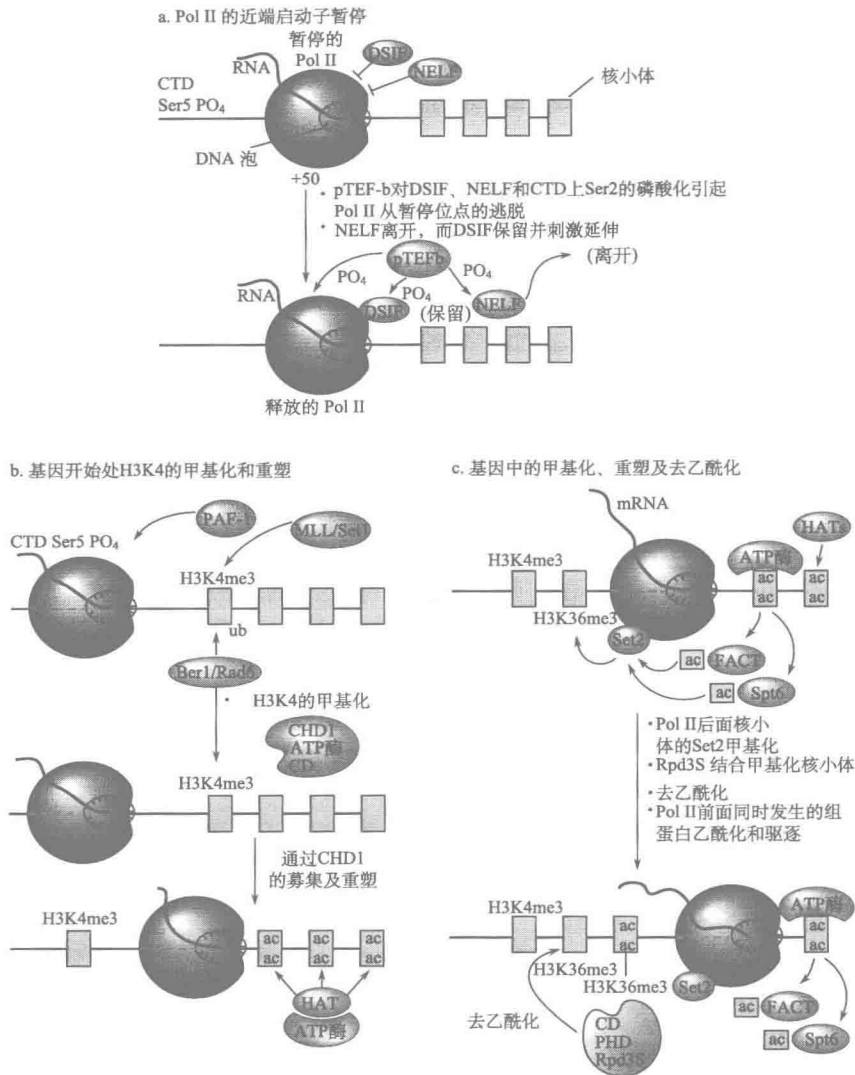 a. Pol II 的近端启动子暂停
暂停的
Pol II
DSIF
NELF
RNA
核小体
CTD
Ser5 PO₄
DNA 泡
+50
· pTEF-b对DSIF、NELF和CTD上Ser2的磷酸化引起
Pol II 从暂停位点的逃脱
· NELF离开，而DSIF保留并刺激延伸
pTEFb
(离开)
PO₄
PO₄
PO₄
RNA
DSIF
(保留)
NELF
释放的 Pol II
b. 基因开始处H3K4的甲基化和重塑
PAF-1
MLL/Set1
CTD Ser5 PO₄
H3K4me3
ub
Ber1/Rad6
· H3K4的甲基化
CHD1
ATP酶
CD
H3K4me3
通过CHD1
的募集及重塑
H3K4me3
ac
ac
ac
ac
ac
ac
HAT
ATP酶
c. 基因中的甲基化、重塑及去乙酰化
mRNA
HATs
H3K4me3
ATP酶
ac
ac
ac
ac
H3K36me3
Set2
ac
FACT
ac
Spt6
· Pol II后面核小
体的Set2甲基化
· Rpd3S 结合甲基化核小体
· 去乙酰化
· Pol II前面同时发生的组
蛋白乙酰化和驱逐
H3K4me3
ATP酶
ac
ac
ac
ac
H3K36me3
H3K36me3
Set2
ac
FACT
去乙酰化
CD
PHD
Rpd3S
ac
Spt6